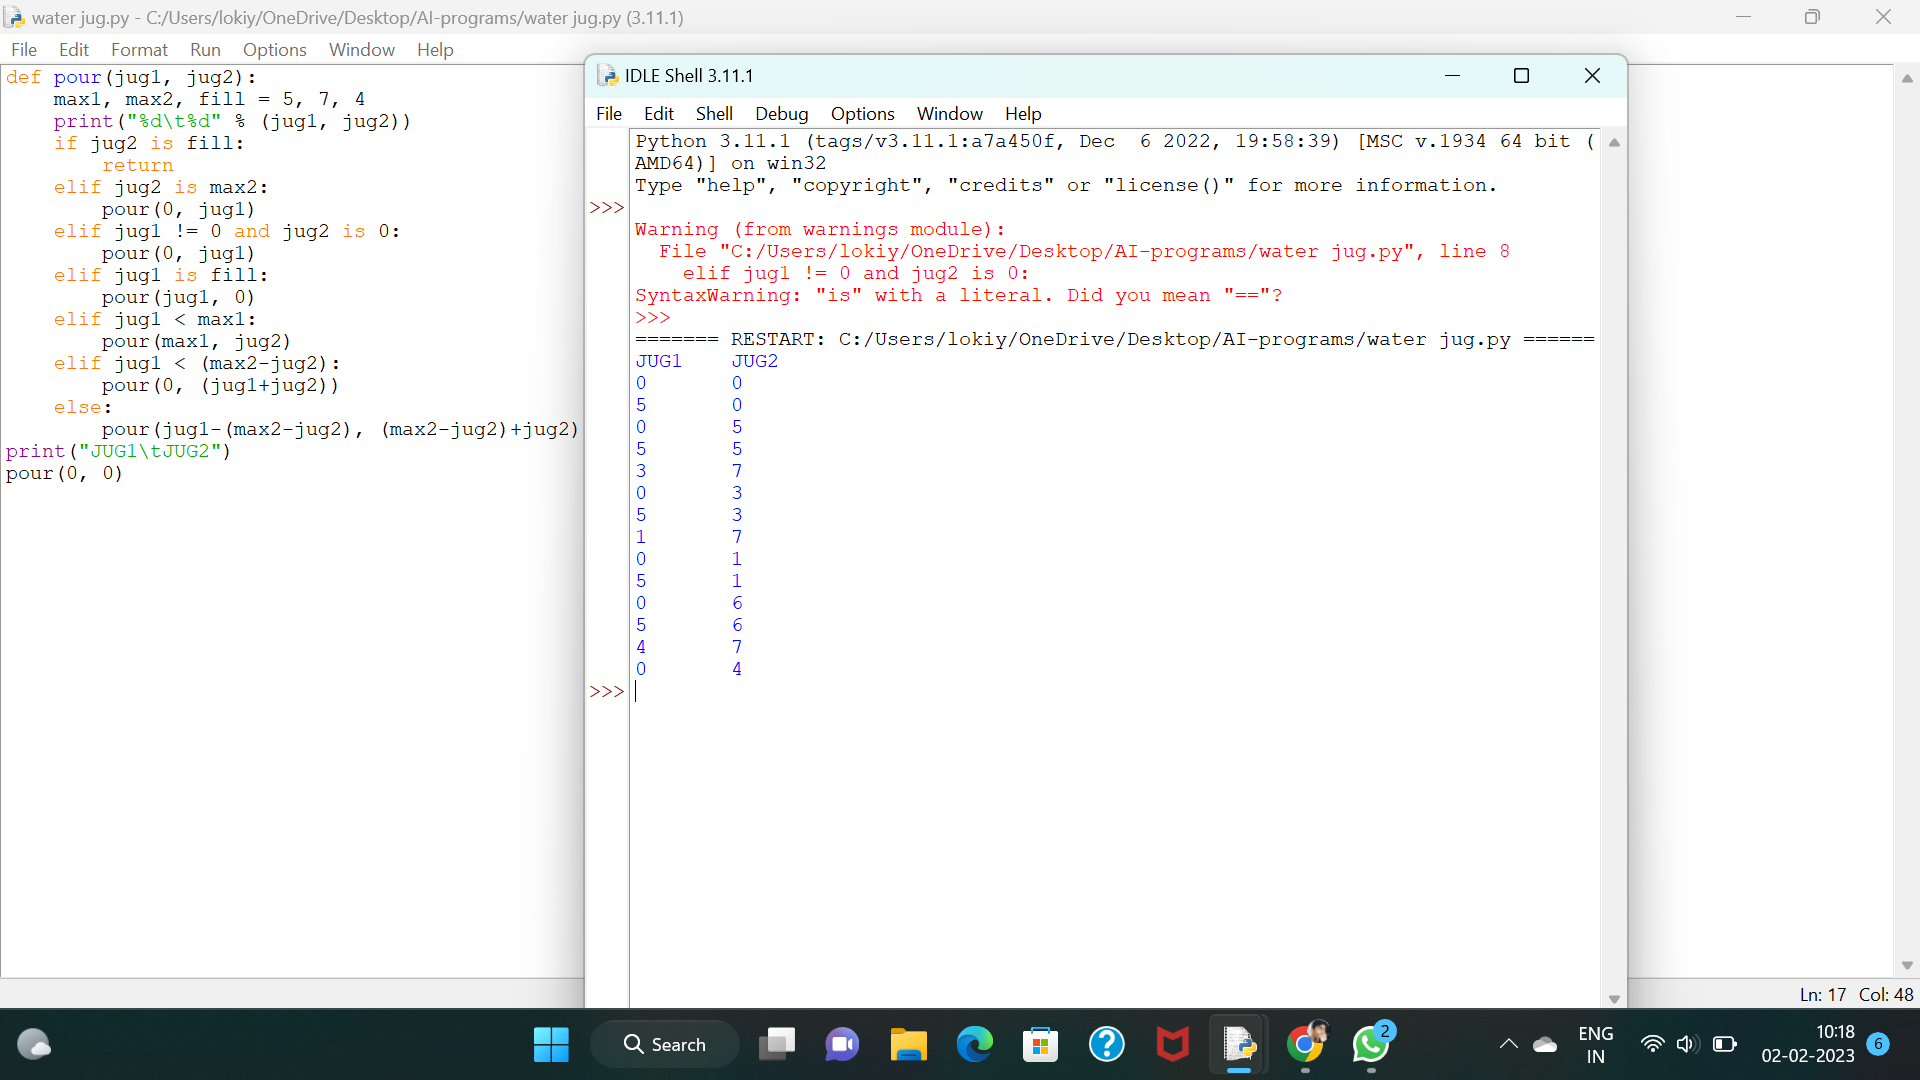 water jug.py - C:/Users/lokiy/OneDrive/Desktop/AI-programs/water jug.py (3.11.1)
File Edit Format Run Options Window Help
def pour(jug1, jug2):
    max1, max2, fill = 5, 7, 4
    print("%d\t%d" % (jug1, jug2))
    if jug2 is fill:
        return
    elif jug2 is max2:
        pour(0, jug1)
    elif jug1 != 0 and jug2 is 0:
        pour(0, jug1)
    elif jug1 is fill:
        pour(jug1, 0)
    elif jug1 < max1:
        pour(max1, jug2)
    elif jug1 < (max2-jug2):
        pour(0, (jug1+jug2))
    else:
        pour(jug1-(max2-jug2), (max2-jug2)+jug2)
print("JUG1\tJUG2")
pour(0, 0)
IDLE Shell 3.11.1
File Edit Shell Debug Options Window Help
Python 3.11.1 (tags/v3.11.1:a7a450f, Dec  6 2022, 19:58:39) [MSC v.1934 64 bit (
AMD64)] on win32
Type "help", "copyright", "credits" or "license()" for more information.
>>>
Warning (from warnings module):
  File "C:/Users/lokiy/OneDrive/Desktop/AI-programs/water jug.py", line 8
    elif jug1 != 0 and jug2 is 0:
SyntaxWarning: "is" with a literal. Did you mean "=="?
>>>
======= RESTART: C:/Users/lokiy/OneDrive/Desktop/AI-programs/water jug.py ======
JUG1 JUG2
0 0
5 0
0 5
5 5
3 7
0 3
5 3
1 7
0 1
5 1
0 6
5 6
4 7
0 4
>>>
Ln: 17 Col: 48
Search
2
ENG
IN
10:18
02-02-2023
6